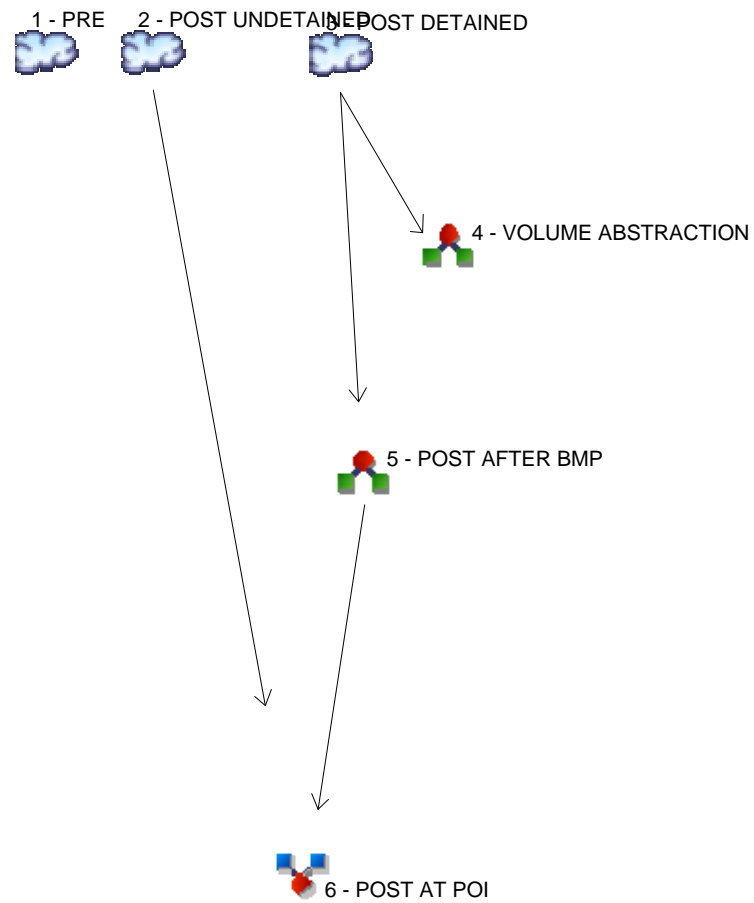 1 - PRE
2 - POST UNDETAINED
3 - POST DETAINED
4 - VOLUME ABSTRACTION
5 - POST AFTER BMP
6 - POST AT POI